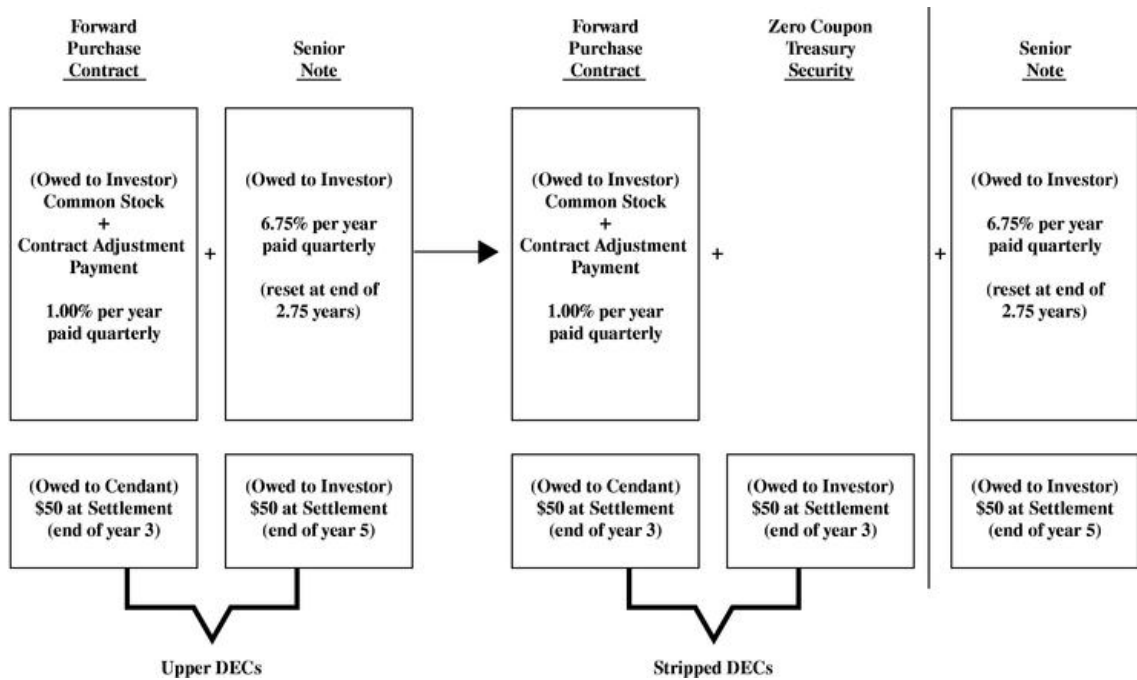 Forward
Purchase
Contract
Senior
Note
Forward
Purchase
Contract
Zero Coupon
Treasury
Security
Senior
Note
(Owed to Investor)
Common Stock
+
Contract Adjustment
Payment
1.00% per year
paid quarterly
+
(Owed to Investor)
6.75% per year
paid quarterly
(reset at end of
2.75 years)
(Owed to Investor)
Common Stock
+
Contract Adjustment
Payment
1.00% per year
paid quarterly
+
+
(Owed to Investor)
6.75% per year
paid quarterly
(reset at end of
2.75 years)
(Owed to Cendant)
$50 at Settlement
(end of year 3)
(Owed to Investor)
$50 at Settlement
(end of year 5)
(Owed to Cendant)
$50 at Settlement
(end of year 3)
(Owed to Investor)
$50 at Settlement
(end of year 3)
(Owed to Investor)
$50 at Settlement
(end of year 5)
Upper DECs
Stripped DECs